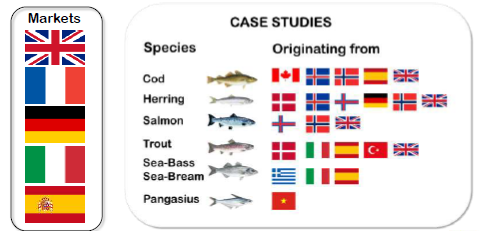 Markets
CASE STUDIES
Species
Originating from
Cod
Herring
Salmon
Trout
Sea-Bass
Sea-Bream
Pangasius